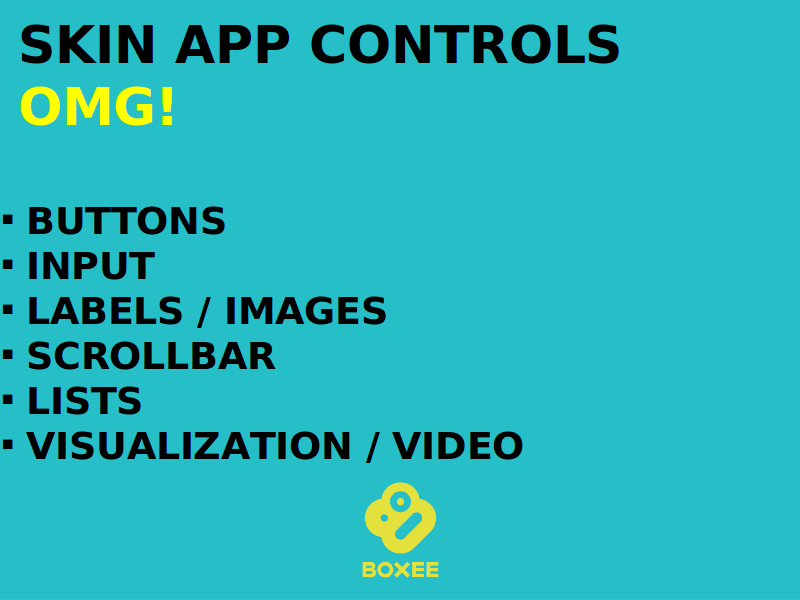 SKIN APP CONTROLS
OMG!
▪ BUTTONS
▪ INPUT
▪ LABELS / IMAGES
▪ SCROLLBAR
▪ LISTS
▪ VISUALIZATION / VIDEO
BOXEE